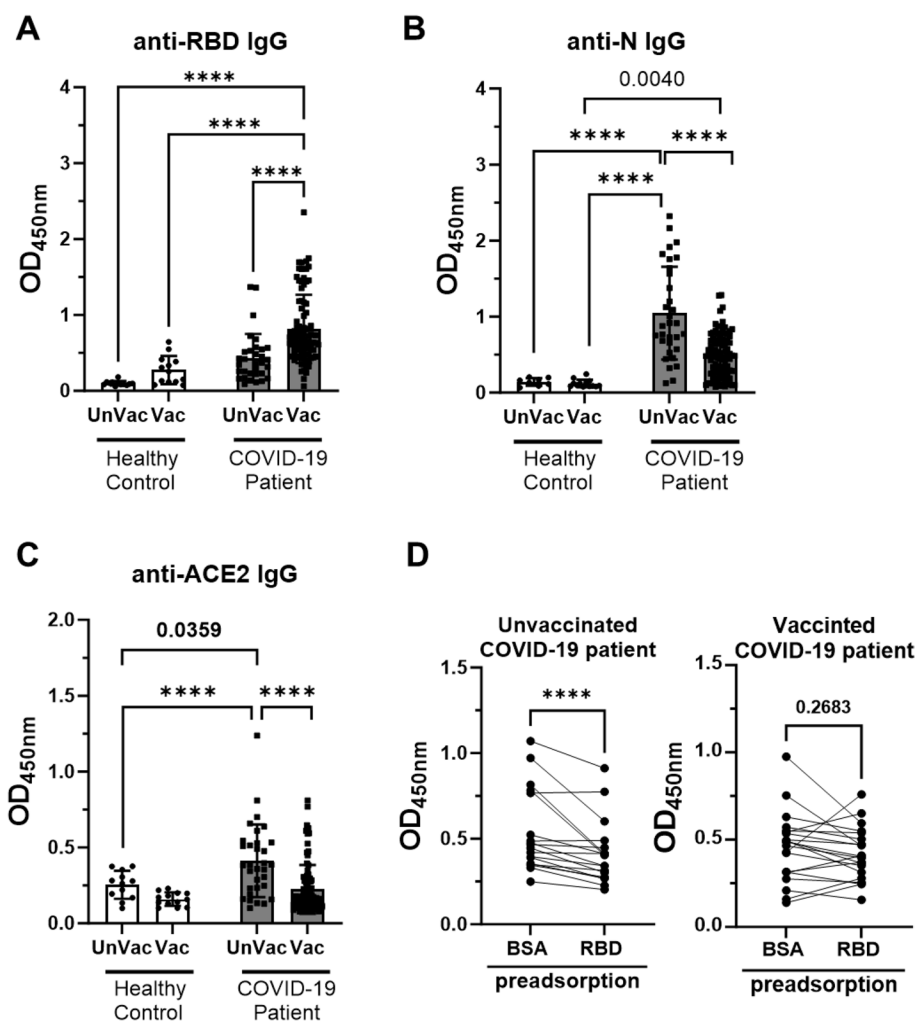 A
anti-RBD IgG
****
****
****
4
3
2
1
0
OD450nm
UnVac Vac
UnVac Vac
Healthy
Control
COVID-19
Patient
B
anti-N IgG
0.0040
**** ****
****
4
3
2
1
0
OD450nm
UnVac Vac
UnVac Vac
Healthy
Control
COVID-19
Patient
C
anti-ACE2 IgG
0.0359
**** ****
2.0
1.5
1.0
0.5
0.0
OD450nm
UnVac Vac
UnVac Vac
Healthy
Control
COVID-19
Patient
D
Unvaccinated
COVID-19 patient
****
1.5
1.0
0.5
0.0
OD450nm
BSA RBD
preadsorption
Vaccinted
COVID-19 patient
0.2683
1.5
1.0
0.5
0.0
OD450nm
BSA RBD
preadsorption